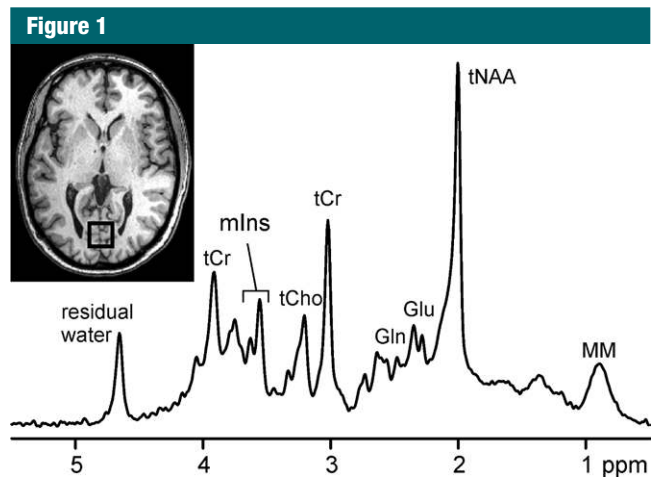 Figure 1
tNAA
tCr
mIns
tCr
tCho
residual
water
Glu
Gln
MM
5 4 3 2 1 ppm